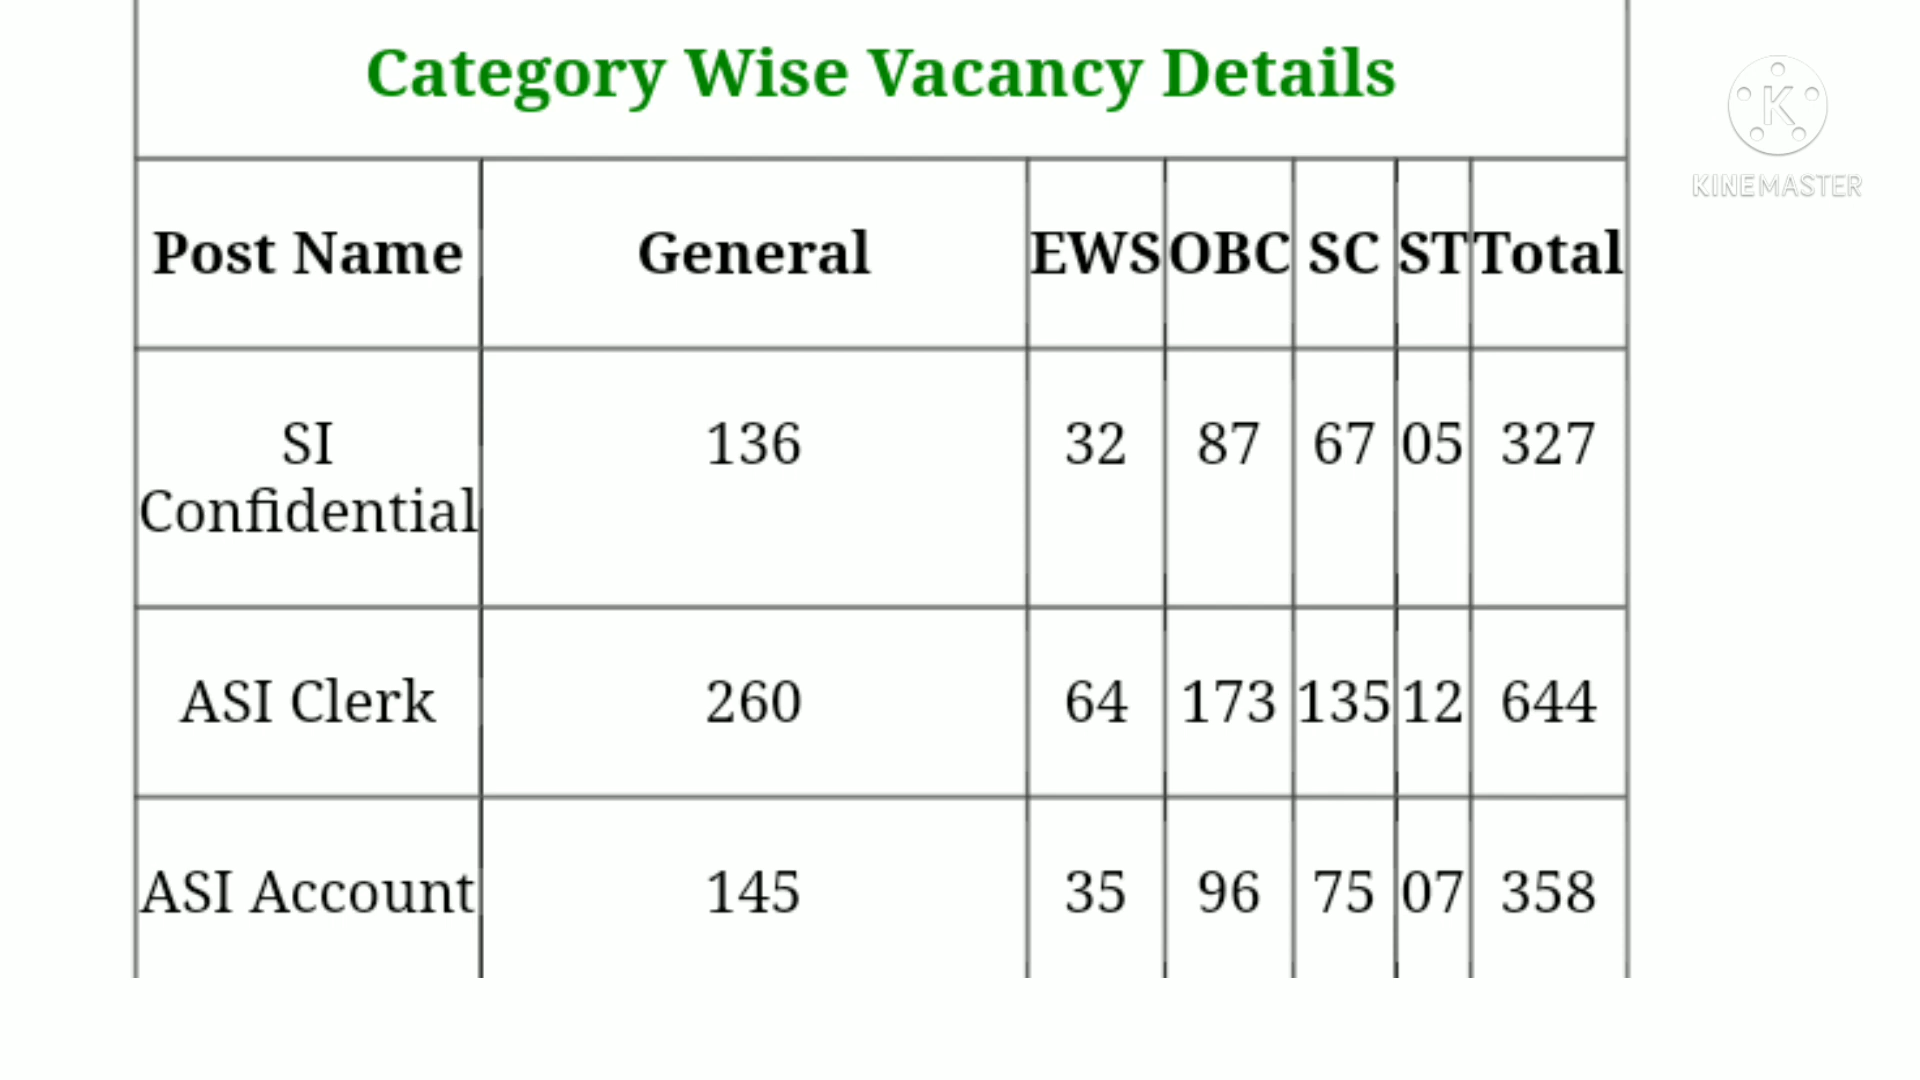 Category Wise Vacancy Details
K
KINEMASTER
Post Name General EWS OBC SC ST Total
SI 136 32 87 67 05 327
Confidential
ASI Clerk 260 64 173 135 12 644
ASI Account 145 35 96 75 07 358